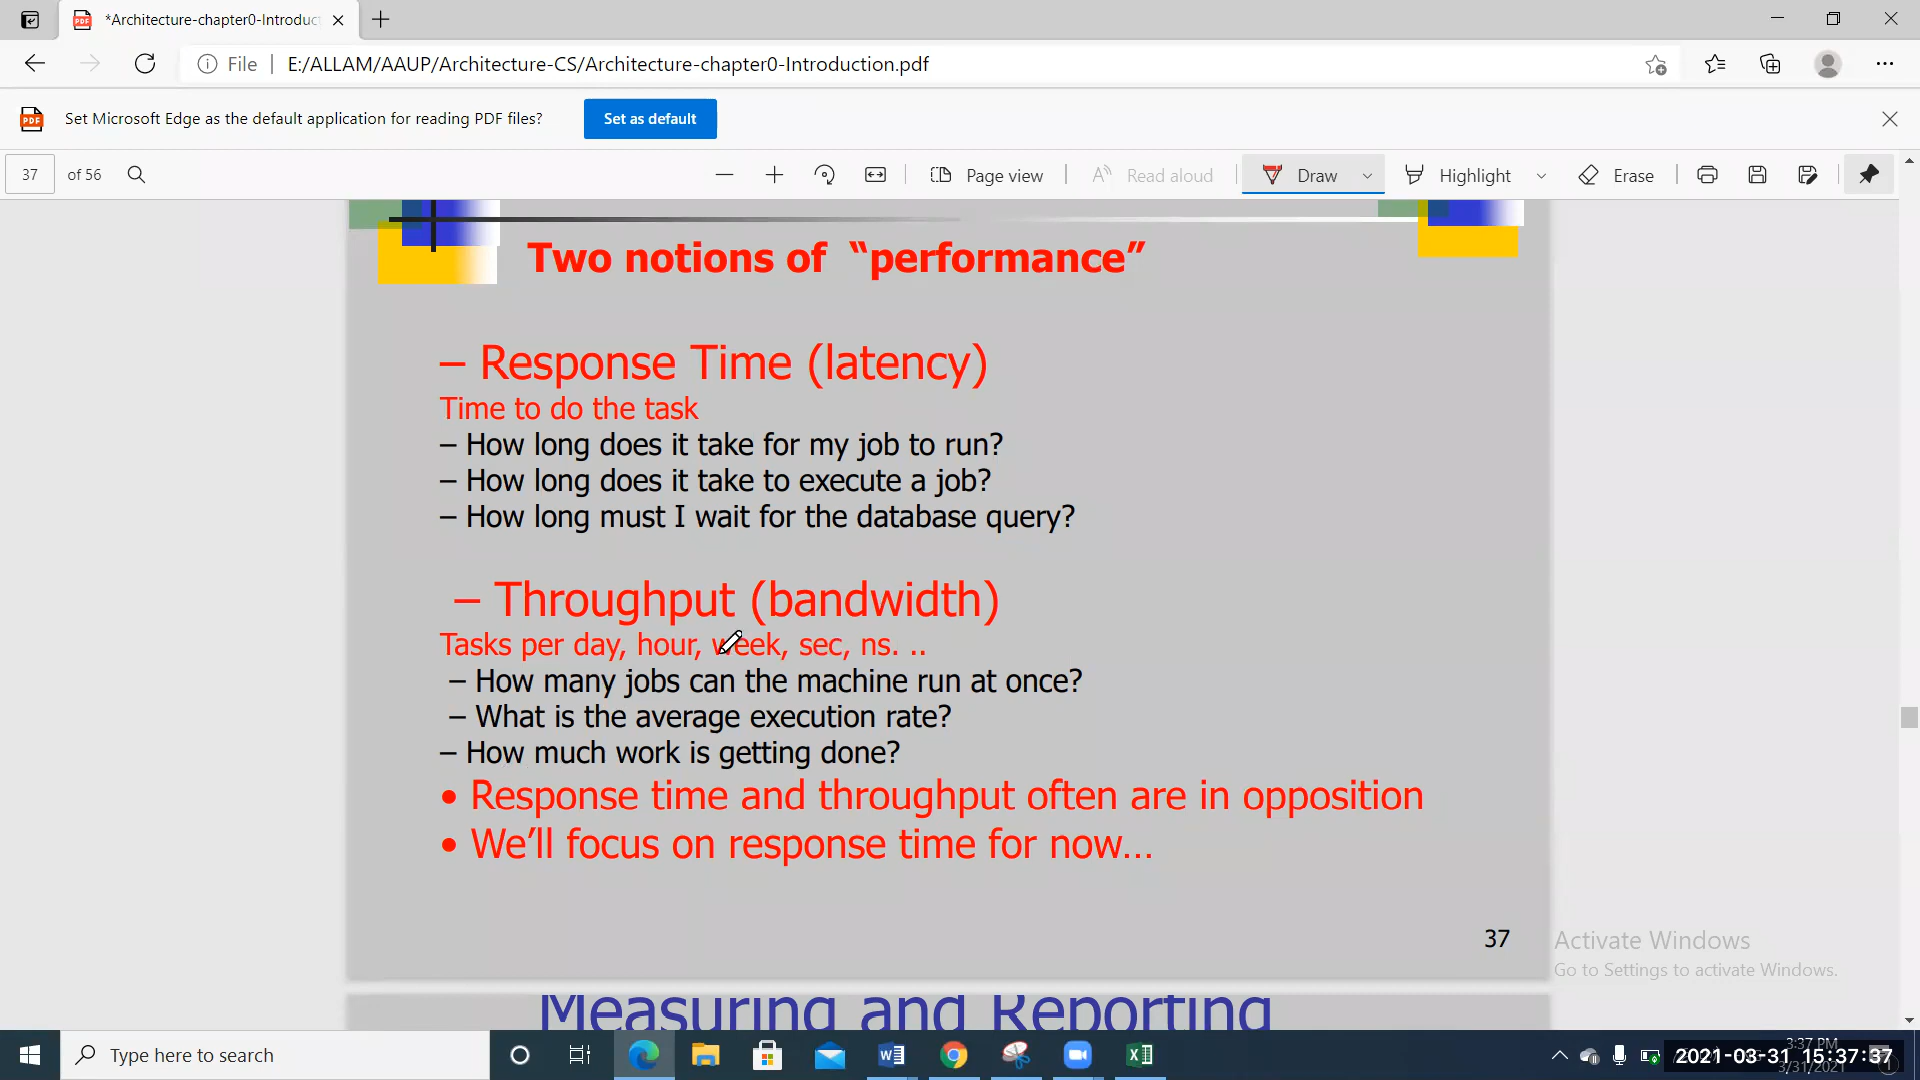 *Architecture-chapter0-Introduc
File
E:/ALLAM/AAUP/Architecture-CS/Architecture-chapter0-Introduction.pdf
Set Microsoft Edge as the default application for reading PDF files?
Set as default
37 of 56
Page view
Read aloud
Draw
Highlight
Erase
Two notions of “performance”
– Response Time (latency)
Time to do the task
– How long does it take for my job to run?
– How long does it take to execute a job?
– How long must I wait for the database query?
– Throughput (bandwidth)
Tasks per day, hour, week, sec, ns. ..
– How many jobs can the machine run at once?
– What is the average execution rate?
– How much work is getting done?
• Response time and throughput often are in opposition
• We’ll focus on response time for now...
37
Activate Windows
Go to Settings to activate Windows.
Measuring and Reporting
Type here to search
3:37 PM
2021-03-31 15:37:37
3/31/2021